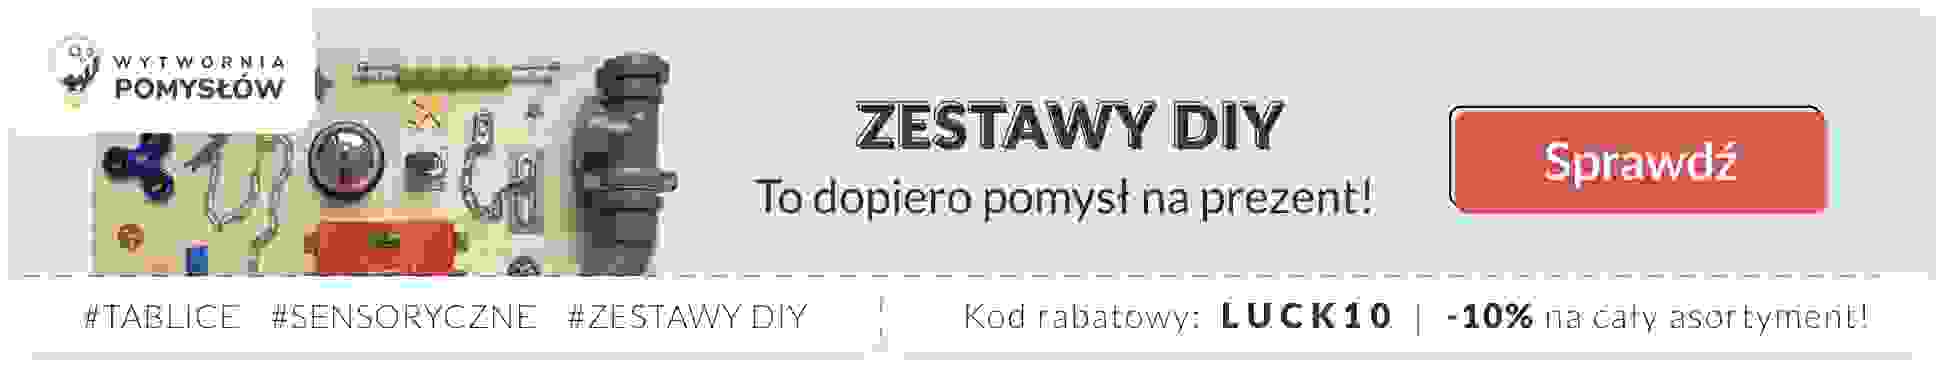 WYTWÓRNIA
POMYSŁÓW
ZESTAWY DIY
To dopiero pomysł na prezent!
Sprawdź
#TABLICE #SENSORYCZNE #ZESTAWY DIY
Kod rabatowy: LUCK10 | -10% na cały asortyment!